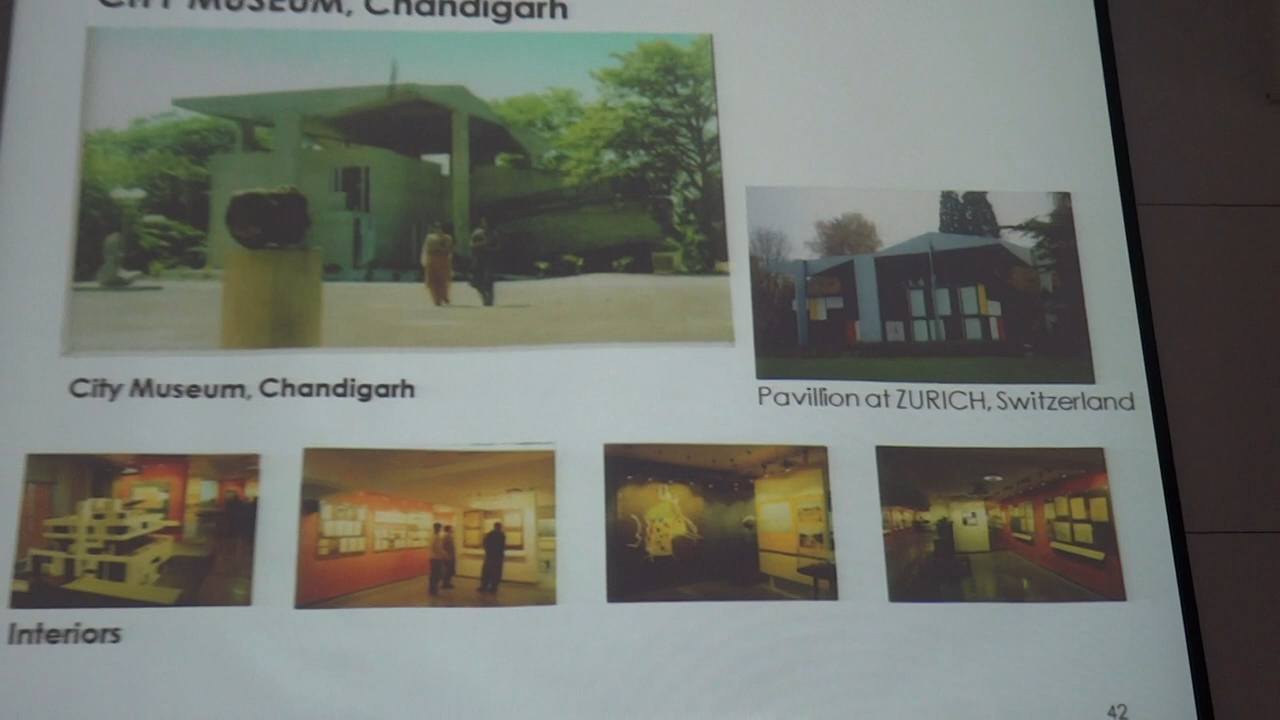 CITY MUSEUM, Chandigarh
City Museum, Chandigarh
Pavillion at ZURICH, Switzerland
Interiors
42